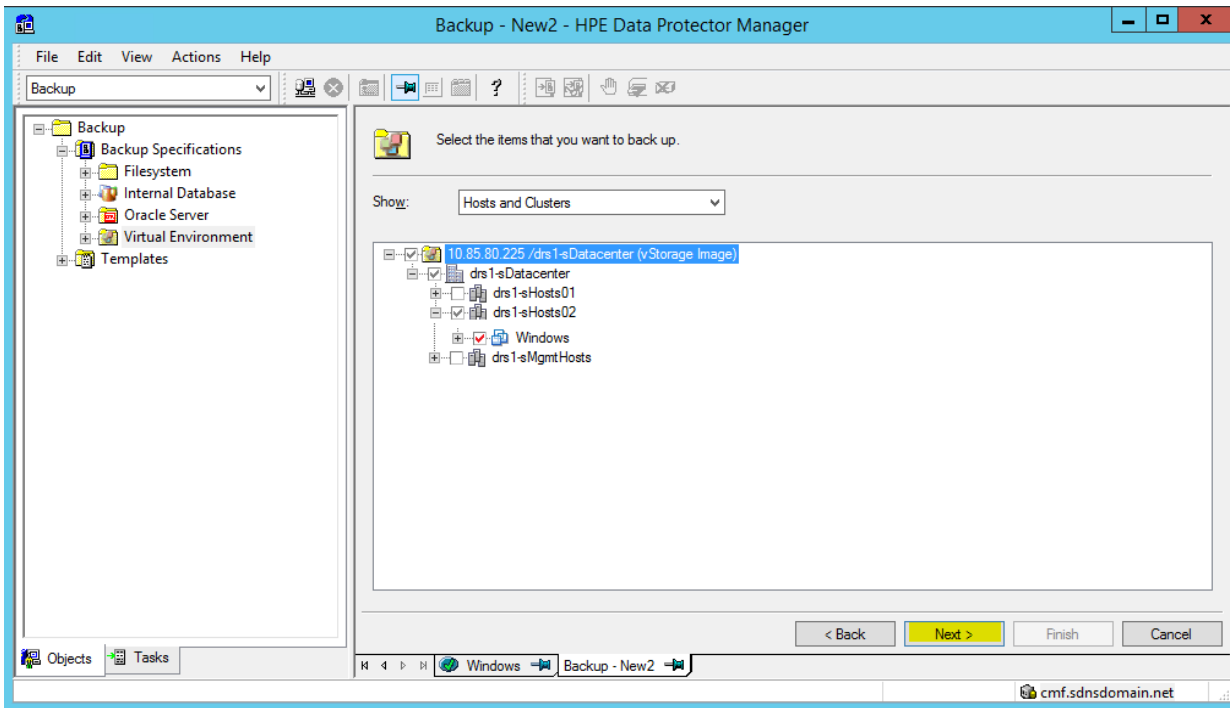 Backup - New2 - HPE Data Protector Manager
File Edit View Actions Help
Backup
Backup
Backup Specifications
Filesystem
Internal Database
Oracle Server
Virtual Environment
Templates
Select the items that you want to back up.
Show: Hosts and Clusters
10.85.80.225 /drs1-sDatacenter (vStorage Image)
drs1-sDatacenter
drs1-sHosts01
drs1-sHosts02
Windows
drs1-sMgmtHosts
< Back Next > Finish Cancel
Objects Tasks
Windows Backup - New2
cmf.sdnsdomain.net